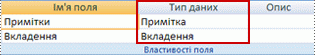 Ім'я поля Тип даних Опис
Примітки Примітка
Вкладення Вкладення
Властивості поля